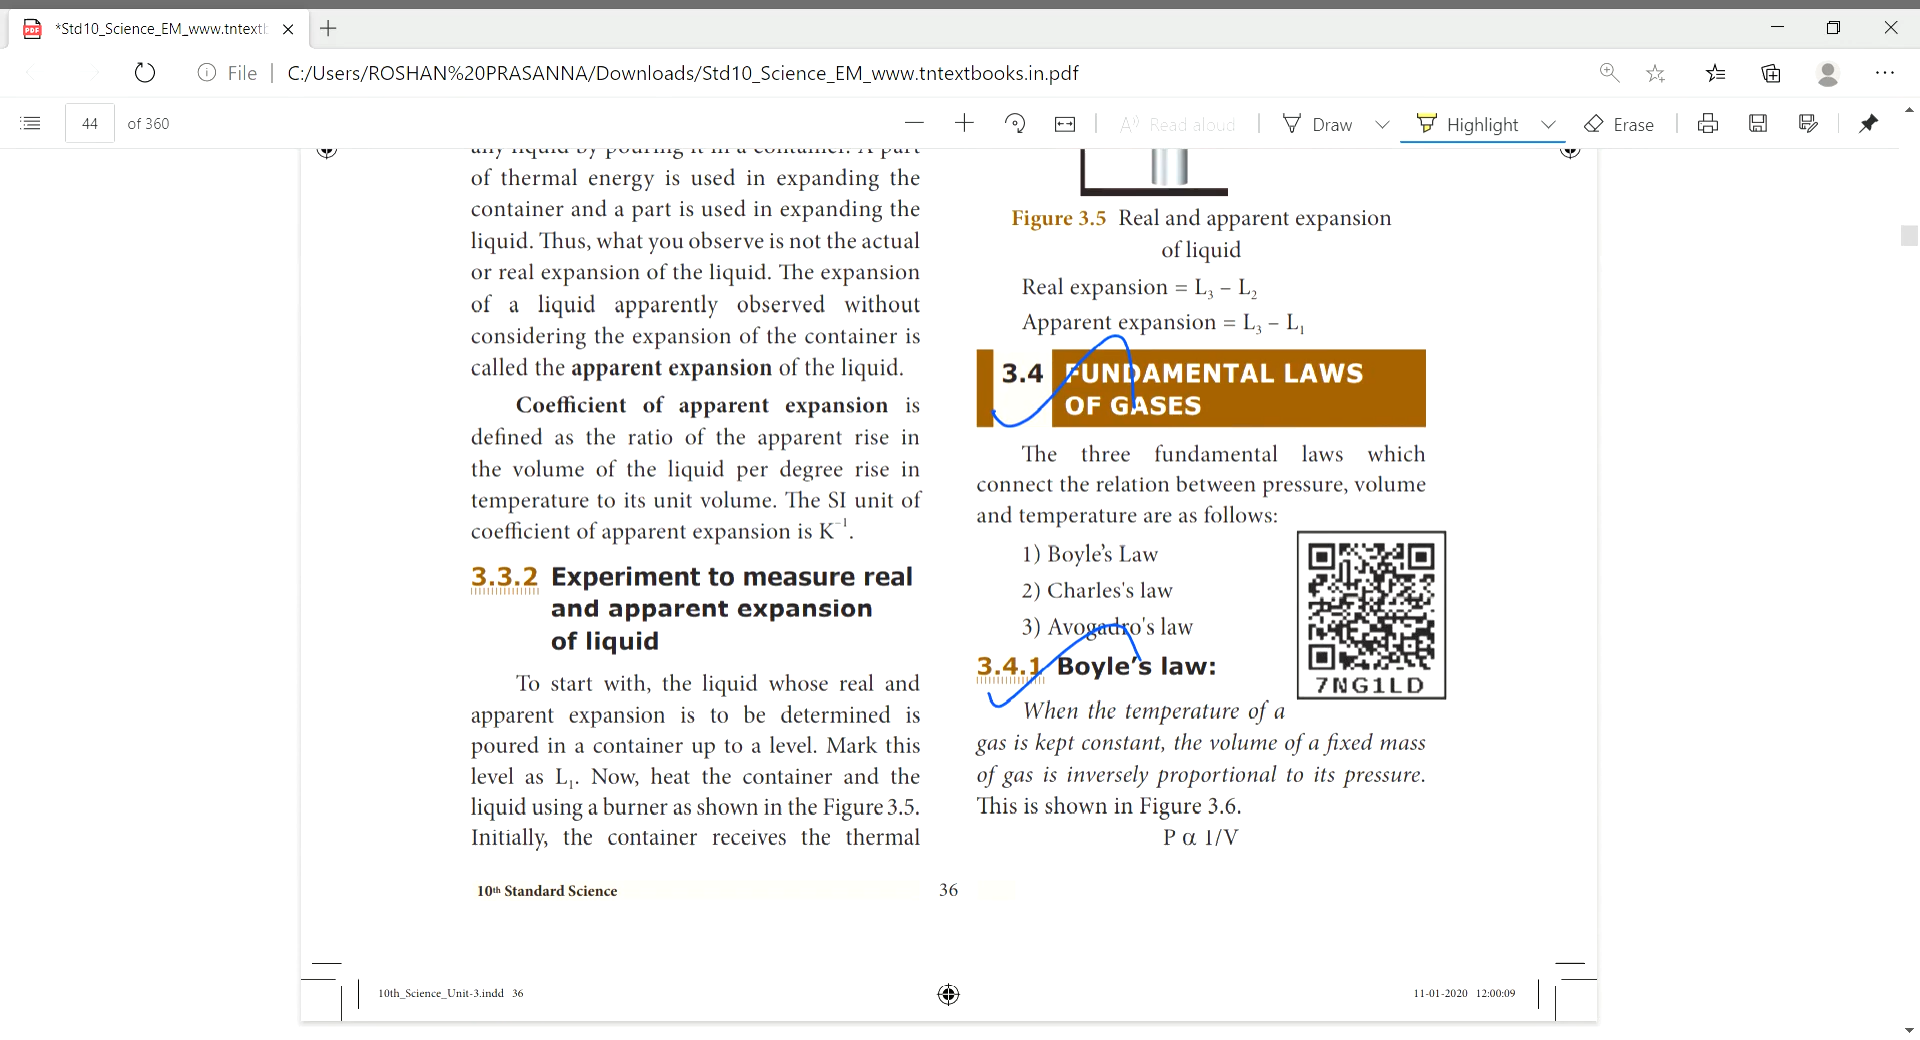 *Std10_Science_EM_www.tntext
File
C:/Users/ROSHAN%20PRASANNA/Downloads/Std10_Science_EM_www.tntextbooks.in.pdf
44 of 360
Read aloud
Draw
Highlight
Erase
any liquid by pouring it in a container. A part
of thermal energy is used in expanding the
container and a part is used in expanding the
liquid. Thus, what you observe is not the actual
or real expansion of the liquid. The expansion
of a liquid apparently observed without
considering the expansion of the container is
called the apparent expansion of the liquid.
Coefficient of apparent expansion is
defined as the ratio of the apparent rise in
the volume of the liquid per degree rise in
temperature to its unit volume. The SI unit of
coefficient of apparent expansion is K⁻¹.
3.3.2 Experiment to measure real
and apparent expansion
of liquid
To start with, the liquid whose real and
apparent expansion is to be determined is
poured in a container up to a level. Mark this
level as L₁. Now, heat the container and the
liquid using a burner as shown in the Figure 3.5.
Initially, the container receives the thermal
Figure 3.5 Real and apparent expansion
of liquid
Real expansion = L₃ – L₂
Apparent expansion = L₃ – L₁
3.4 FUNDAMENTAL LAWS
OF GASES
The three fundamental laws which
connect the relation between pressure, volume
and temperature are as follows:
1) Boyle’s Law
2) Charles's law
3) Avogadro's law
7NG1LD
3.4.1 Boyle’s law:
When the temperature of a
gas is kept constant, the volume of a fixed mass
of gas is inversely proportional to its pressure.
This is shown in Figure 3.6.
P α 1/V
10th Standard Science
36
10th_Science_Unit-3.indd 36
11-01-2020 12:00:09